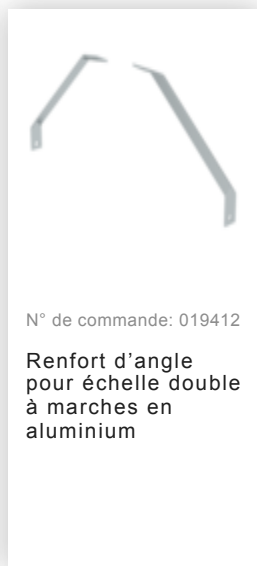 N° de commande: 019412
Renfort d’angle
pour échelle double
à marches en
aluminium